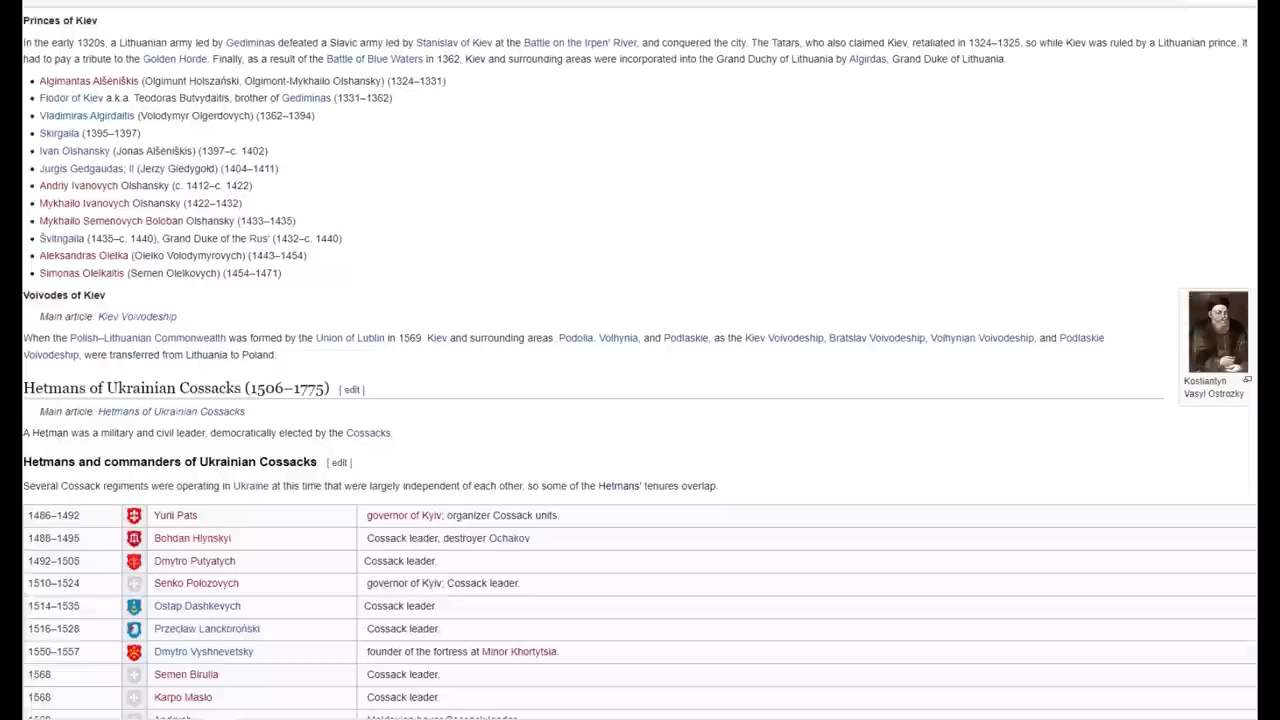 Princes of Kiev
In the early 1320s, a Lithuanian army led by Gediminas defeated a Slavic army led by Stanislav of Kiev at the Battle on the Irpen' River, and conquered the city. The Tatars, who also claimed Kiev, retaliated in 1324–1325, so while Kiev was ruled by a Lithuanian prince, it
had to pay a tribute to the Golden Horde. Finally, as a result of the Battle of Blue Waters in 1362, Kiev and surrounding areas were incorporated into the Grand Duchy of Lithuania by Algirdas, Grand Duke of Lithuania.
• Algimantas Alšėniškis (Olgimunt Holszański, Olgimont-Mykhailo Olshansky) (1324–1331)
• Fiodor of Kiev a.k.a. Teodoras Butvydaitis, brother of Gediminas (1331–1362)
• Vladimiras Algirdaitis (Volodymyr Olgerdovych) (1362–1394)
• Skirgaila (1395–1397)
• Ivan Olshansky (Jonas Alšėniškis) (1397–c. 1402)
• Jurgis Gedgaudas; II (Jerzy Giedygołd) (1404–1411)
• Andriy Ivanovych Olshansky (c. 1412–c. 1422)
• Mykhailo Ivanovych Olshansky (1422–1432)
• Mykhailo Semenovych Boloban Olshansky (1433–1435)
• Švitrigaila (1435–c. 1440), Grand Duke of the Rus' (1432–c. 1440)
• Aleksandras Olelka (Olelko Volodymyrovych) (1443–1454)
• Simonas Olelkaitis (Semen Olelkovych) (1454–1471)
Voivodes of Kiev
Main article: Kiev Voivodeship
When the Polish–Lithuanian Commonwealth was formed by the Union of Lublin in 1569, Kiev and surrounding areas, Podolia, Volhynia, and Podlaskie, as the Kiev Voivodeship, Bratslav Voivodeship, Volhynian Voivodeship, and Podlaskie
Voivodeship, were transferred from Lithuania to Poland.
Kostiantyn
Vasyl Ostrozky
Hetmans of Ukrainian Cossacks (1506–1775) [ edit ]
Main article: Hetmans of Ukrainian Cossacks
A Hetman was a military and civil leader, democratically elected by the Cossacks.
Hetmans and commanders of Ukrainian Cossacks [ edit ]
Several Cossack regiments were operating in Ukraine at this time that were largely independent of each other, so some of the Hetmans' tenures overlap.
1486–1492 Yurii Pats governor of Kyiv; organizer Cossack units.
1488–1495 Bohdan Hlynskyi Cossack leader, destroyer Ochakov
1492–1505 Dmytro Putyatych Cossack leader.
1510–1524 Senko Polozovych governor of Kyiv; Cossack leader.
1514–1535 Ostap Dashkevych Cossack leader
1516–1528 Przecław Lanckoroński Cossack leader.
1550–1557 Dmytro Vyshnevetsky founder of the fortress at Minor Khortytsia.
1568 Semen Birulia Cossack leader.
1568 Karpo Maslo Cossack leader.